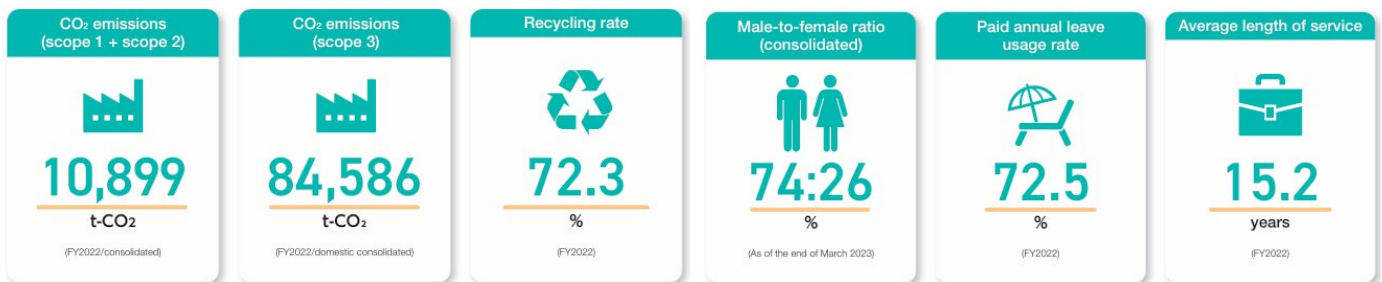 CO₂ emissions
(scope 1 + scope 2)
10,899
t-CO₂
(FY2022/consolidated)
CO₂ emissions
(scope 3)
84,586
t-CO₂
(FY2022/domestic consolidated)
Recycling rate
72.3
%
(FY2022)
Male-to-female ratio
(consolidated)
74:26
%
(As of the end of March 2023)
Paid annual leave
usage rate
72.5
%
(FY2022)
Average length of service
15.2
years
(FY2022)